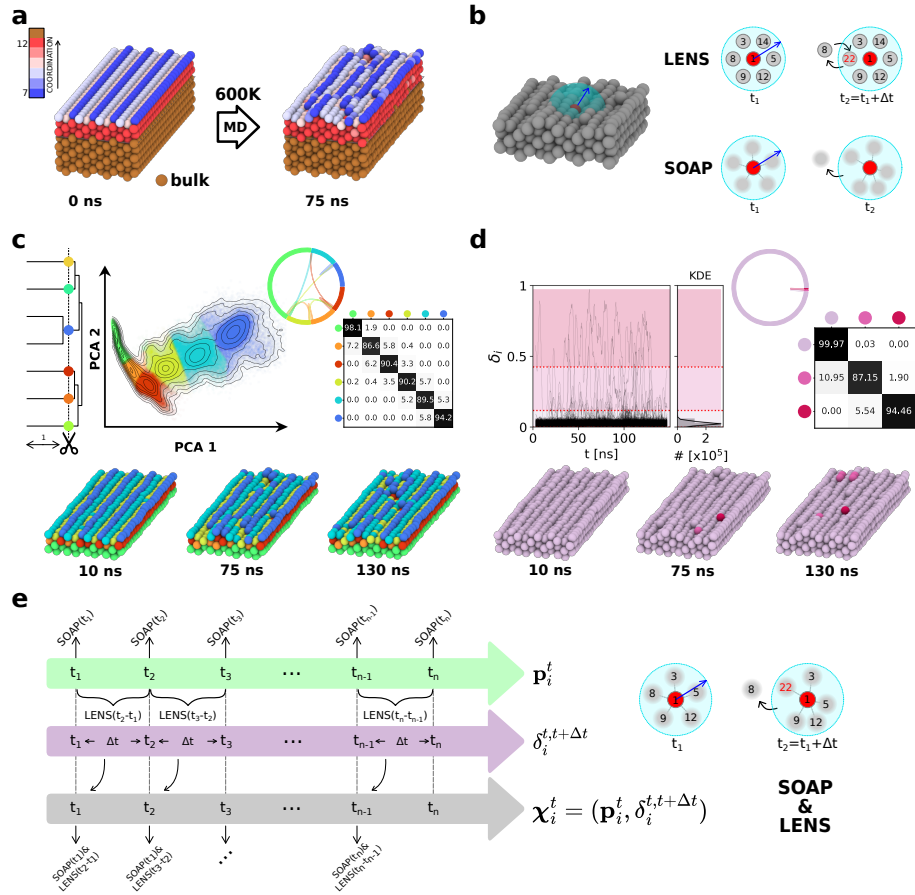 a
12
7
COORDINATION
600K
MD
bulk
0 ns
75 ns
b
LENS
3 14
8 1 5
9 12
t₁
8
3 14
22 1 5
9 12
t₂=t₁+Δt
SOAP
t₁
t₂
c
1
PCA 2
PCA 1
98.1 1.9 0.0 0.0 0.0 0.0
7.2 86.6 5.8 0.4 0.0 0.0
0.0 6.2 90.4 3.3 0.0 0.0
0.2 0.4 3.5 90.2 5.7 0.0
0.0 0.0 0.0 5.2 89.5 5.3
0.0 0.0 0.0 0.0 5.8 94.2
10 ns
75 ns
130 ns
d
KDE
1
0.5
0
δᵢ
50 100
t [ns]
0 2
# [x10⁵]
99,97 0,03 0,00
10.95 87.15 1.90
0.00 5.54 94.46
10 ns
75 ns
130 ns
e
SOAP(t₁) SOAP(t₂) SOAP(t₃) SOAP(tₙ₋₁) SOAP(tₙ)
t₁ t₂ t₃ ... tₙ₋₁ tₙ
𝐩ᵢᵗ
LENS(t₂-t₁) LENS(t₃-t₂) LENS(tₙ-tₙ₋₁)
t₁ Δt t₂ Δt t₃ ... tₙ₋₁ Δt tₙ
δᵢᵗ,ᵗ⁺Δᵗ
t₁ t₂ t₃ ... tₙ₋₁ tₙ
𝛘ᵢᵗ = (𝐩ᵢᵗ, δᵢᵗ,ᵗ⁺Δᵗ)
SOAP(t1)&
LENS(t₂-t₁)
SOAP(t1)&
LENS(t₃-t₂)
...
SOAP(tₙ)&
LENS(tₙ-tₙ₋₁)
3
8 1 5
9 12
t₁
8
3
22 1 5
9 12
t₂=t₁+Δt
SOAP
&
LENS